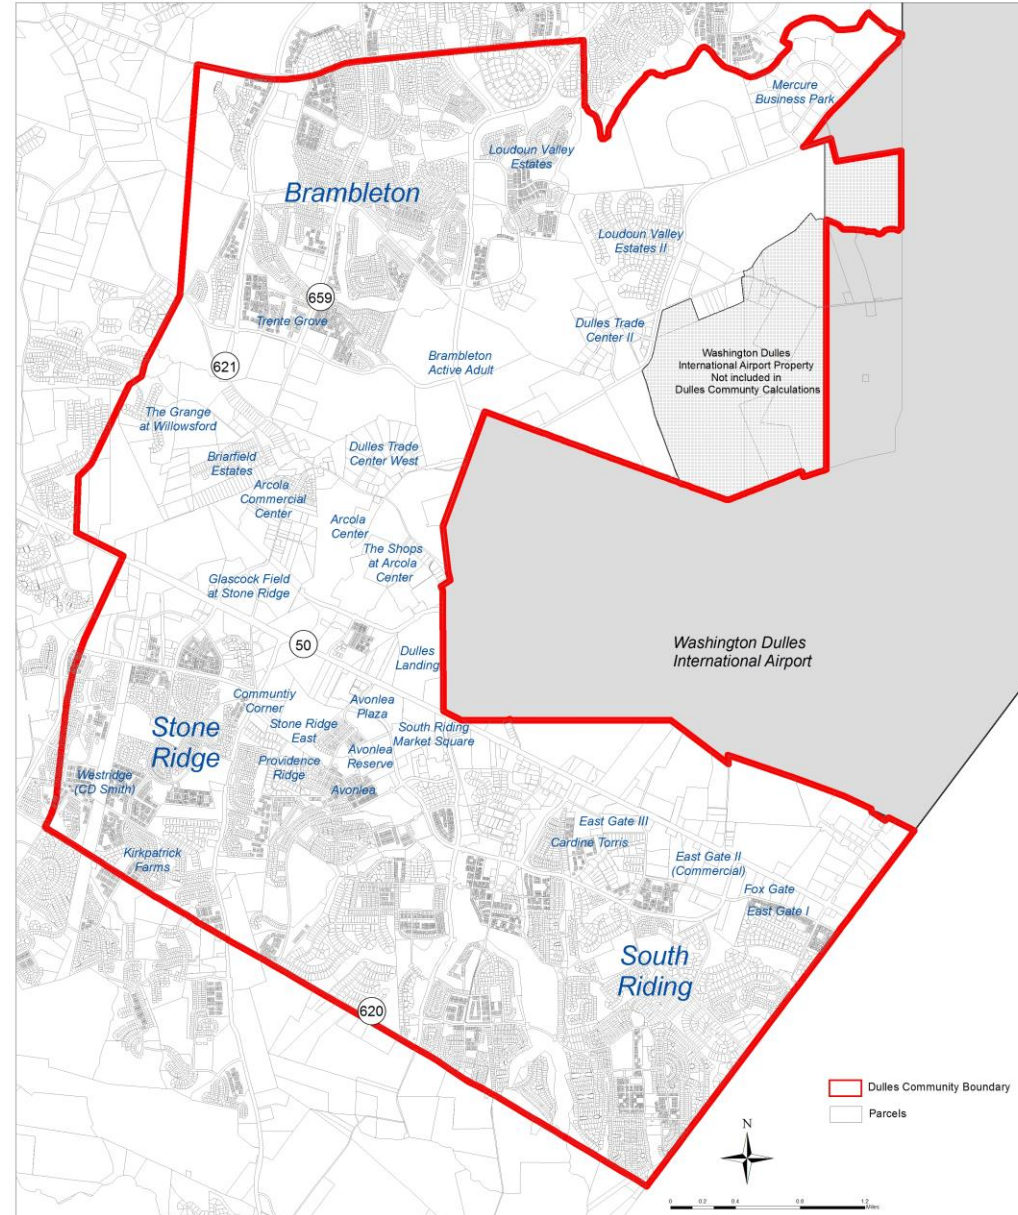 Mercure
Business Park
Loudoun Valley
Estates
Brambleton
Loudoun Valley
Estates II
659
Trente Grove
Dulles Trade
Center II
Brambleton
Active Adult
Washington Dulles
International Airport Property
Not included in
Dulles Communty Calculations
621
The Grange
at Willowsford
Dulles Trade
Center West
Briarfield
Estates
Arcola
Commercial
Center
Arcola
Center
The Shops
at Arcola
Center
Glascock Field
at Stone Ridge
50
Dulles
Landing
Washington Dulles
International Airport
Communtiy
Corner
Avonlea
Plaza
Stone
Ridge
Stone Ridge
East
South Riding
Market Square
Avonlea
Reserve
Providence
Ridge
Westridge
(CD Smith)
Avonlea
East Gate III
Cardine Torris
Kirkpatrick
Farms
East Gate II
(Commercial)
Fox Gate
East Gate I
South
Riding
620
Dulles Community Boundary
Parcels
N
0 0.2 0.4 0.8 1.2
Miles